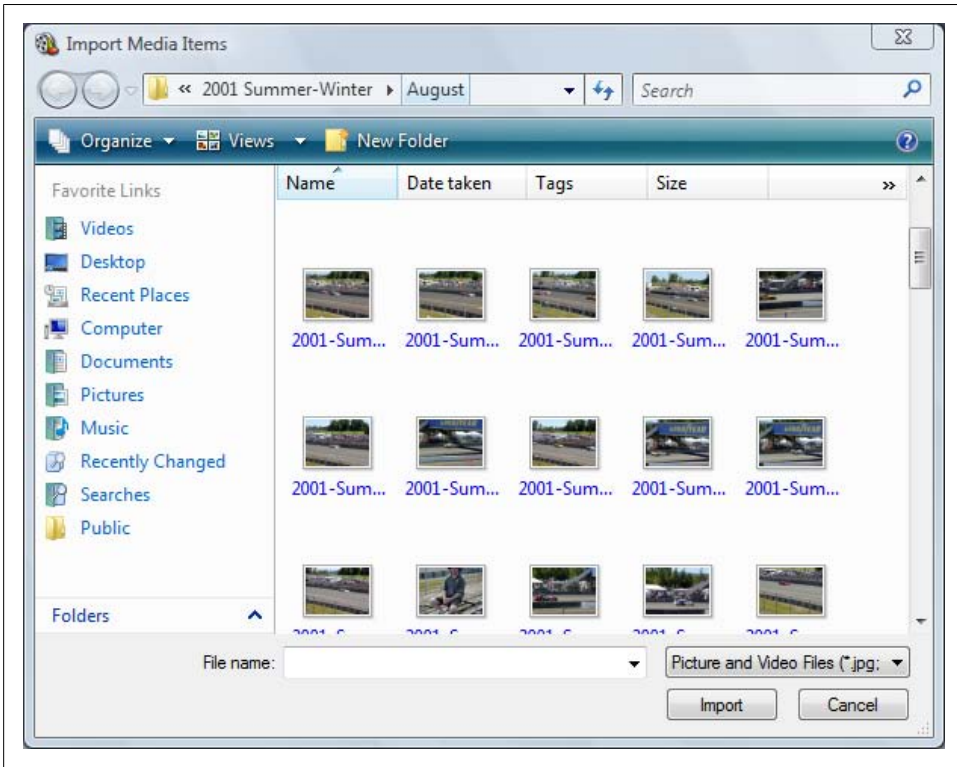 Import Media Items
« 2001 Summer-Winter August Search
Organize Views New Folder
Favorite Links
Name Date taken Tags Size »
Videos
Desktop
Recent Places
Computer
Documents
Pictures
Music
Recently Changed
Searches
Public
2001-Sum... 2001-Sum... 2001-Sum... 2001-Sum... 2001-Sum...
2001-Sum... 2001-Sum... 2001-Sum... 2001-Sum... 2001-Sum...
Folders
File name: Picture and Video Files (*.jpg;
Import Cancel